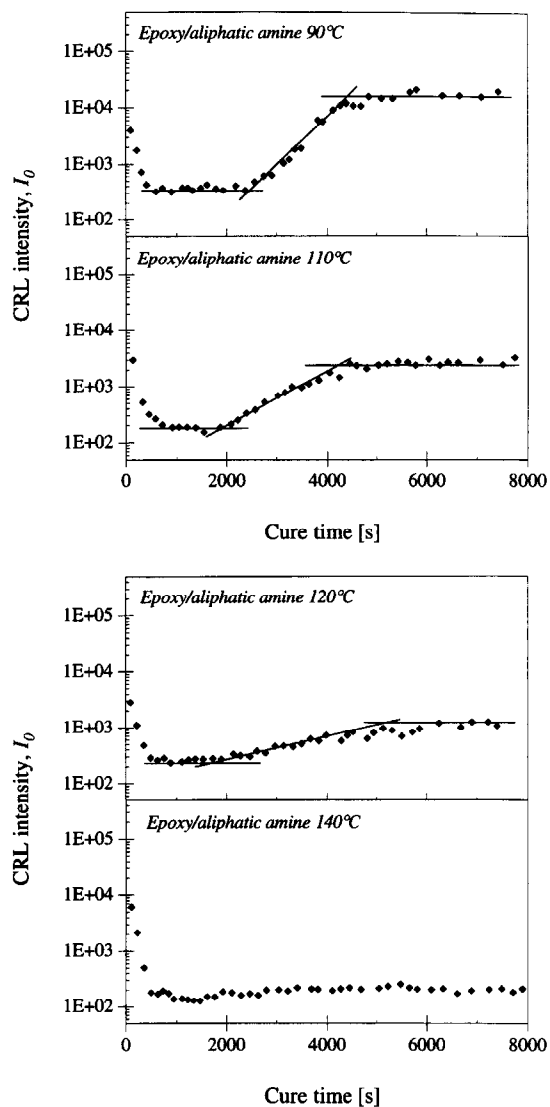 Epoxy/aliphatic amine 90°C
1E+05
1E+04
1E+03
1E+02
Epoxy/aliphatic amine 110°C
1E+05
1E+04
1E+03
1E+02
CRL intensity, I0
0 2000 4000 6000 8000
Cure time [s]
Epoxy/aliphatic amine 120°C
1E+05
1E+04
1E+03
1E+02
Epoxy/aliphatic amine 140°C
1E+05
1E+04
1E+03
1E+02
CRL intensity, I0
0 2000 4000 6000 8000
Cure time [s]